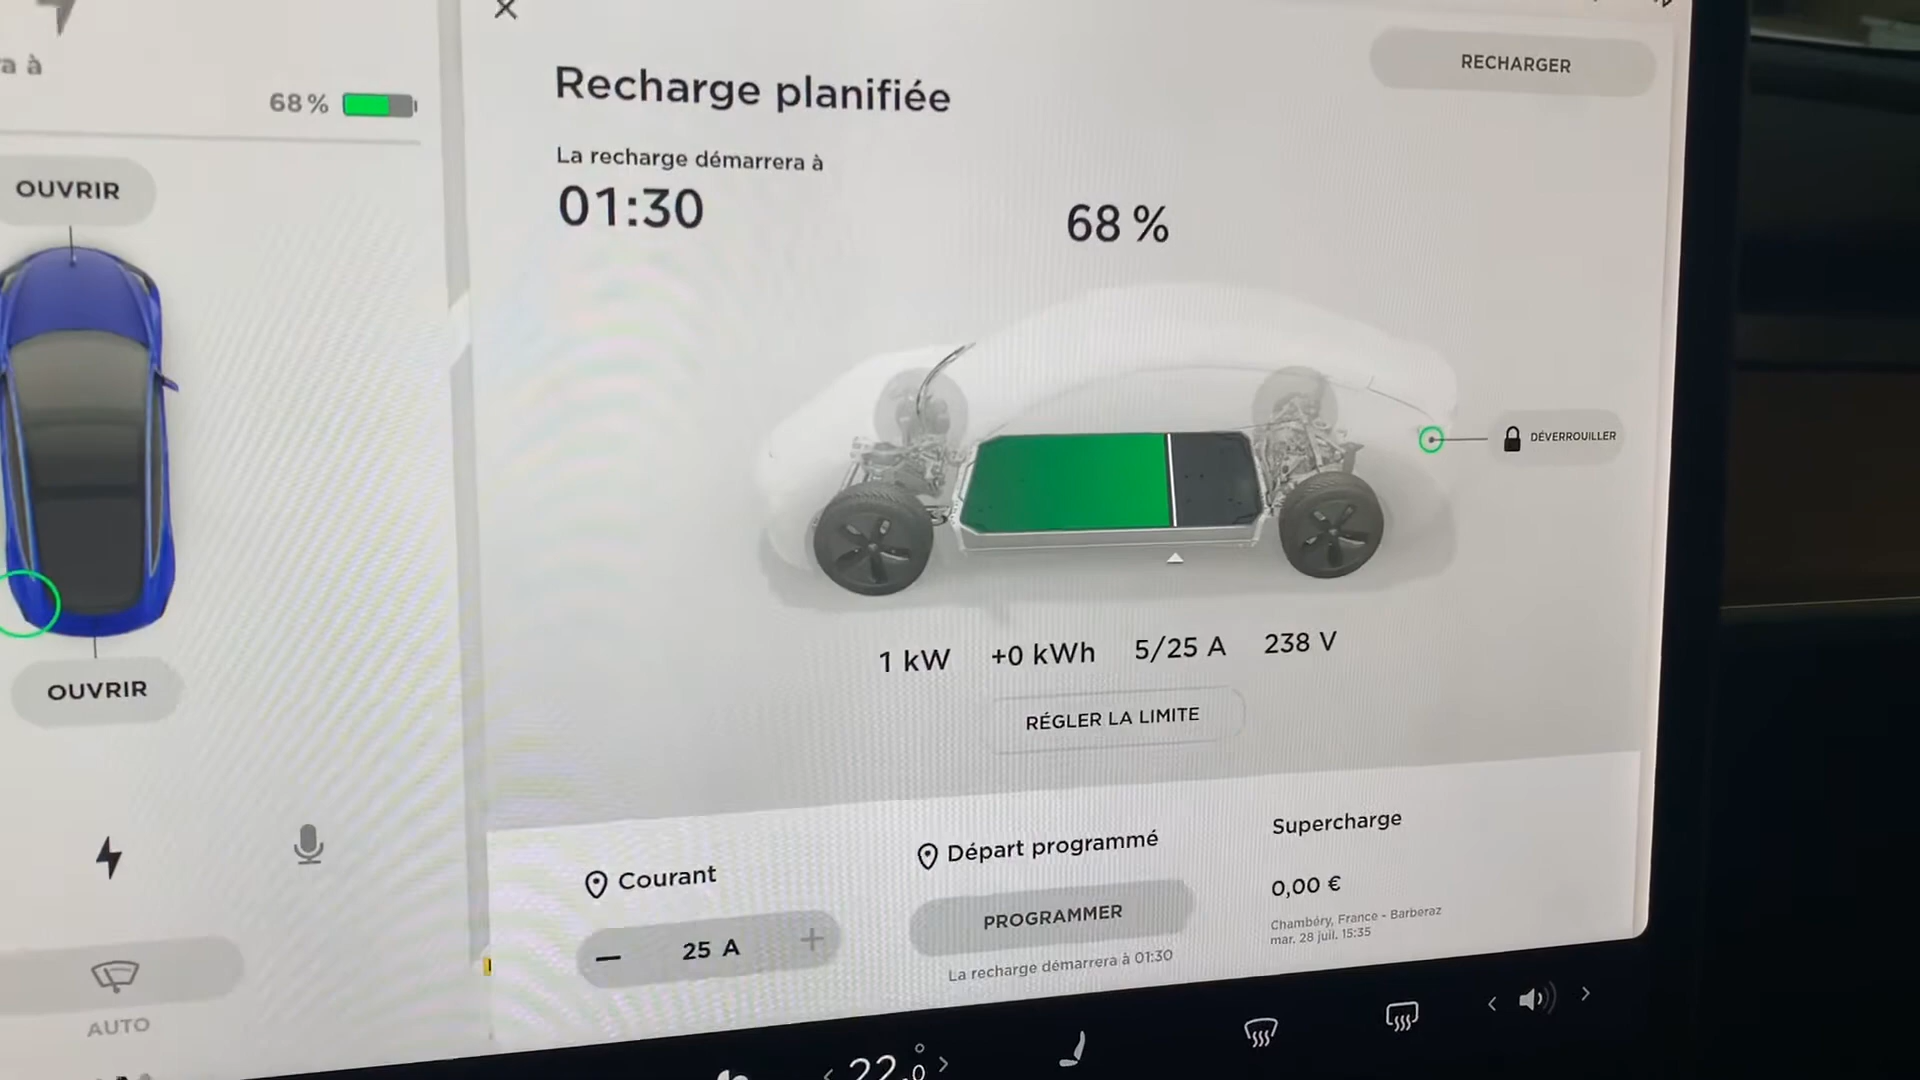 a à
68 %
OUVRIR
OUVRIR
AUTO
Recharge planifiée
RECHARGER
La recharge démarrera à
01:30
68 %
DÉVERROUILLER
1 kW +0 kWh 5/25 A 238 V
RÉGLER LA LIMITE
Courant
25 A
Départ programmé
PROGRAMMER
La recharge démarrera à 01:30
Supercharge
0,00 €
Chambéry, France - Barberaz
mar. 28 juil. 15:35
22.0°